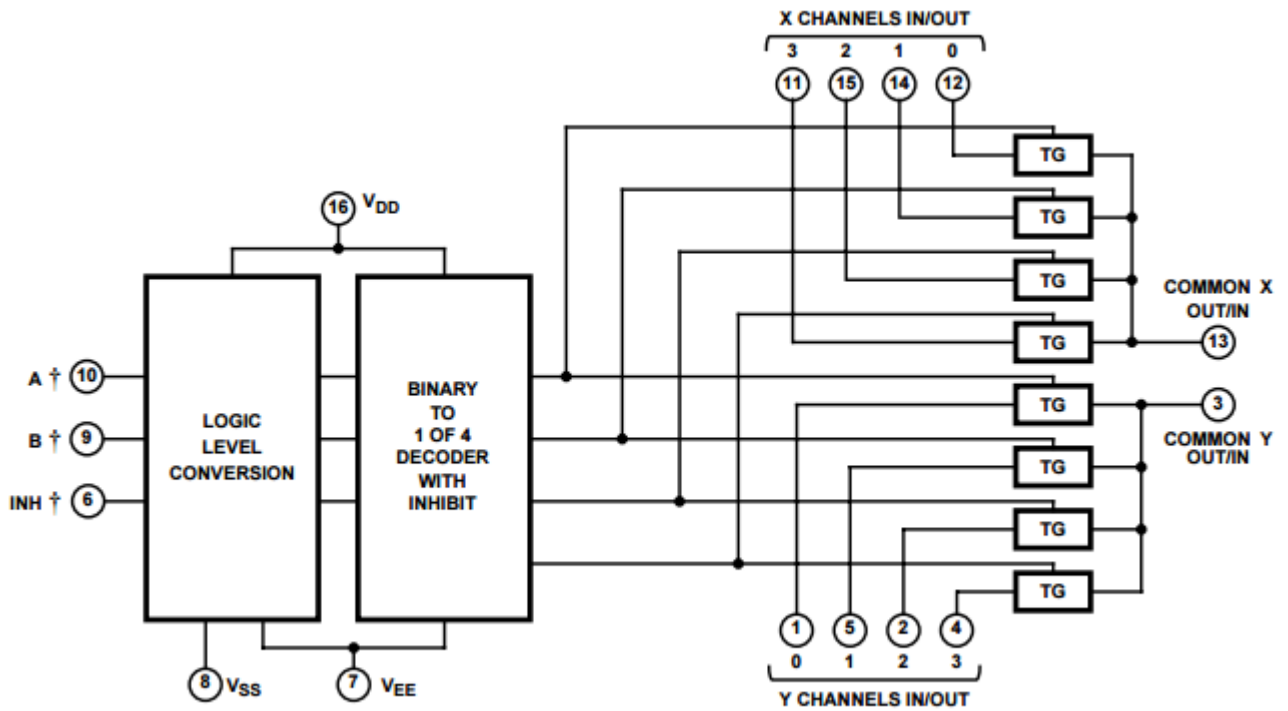 X CHANNELS IN/OUT
3 2 1 0
11 15 14 12
TG
16 VDD
TG
TG
COMMON X
OUT/IN
TG
13
A † 10
LOGIC
LEVEL
CONVERSION
BINARY
TO
1 OF 4
DECODER
WITH
INHIBIT
TG
3
COMMON Y
OUT/IN
B † 9
TG
INH † 6
TG
TG
1 5 2 4
0 1 2 3
Y CHANNELS IN/OUT
8 VSS
7 VEE